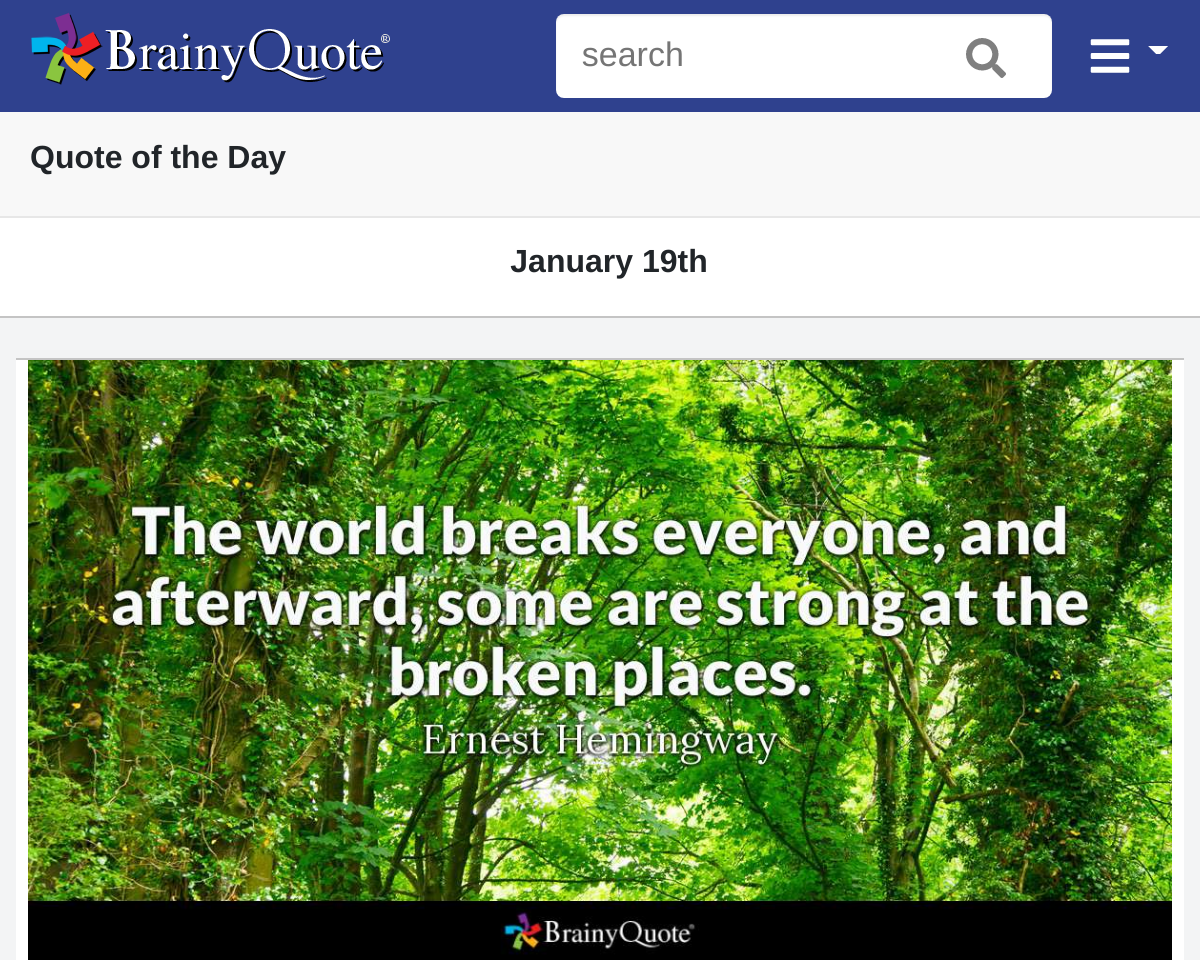 BrainyQuote®
search
Quote of the Day
January 19th
The world breaks everyone, and
afterward, some are strong at the
broken places.
Ernest Hemingway
BrainyQuote®